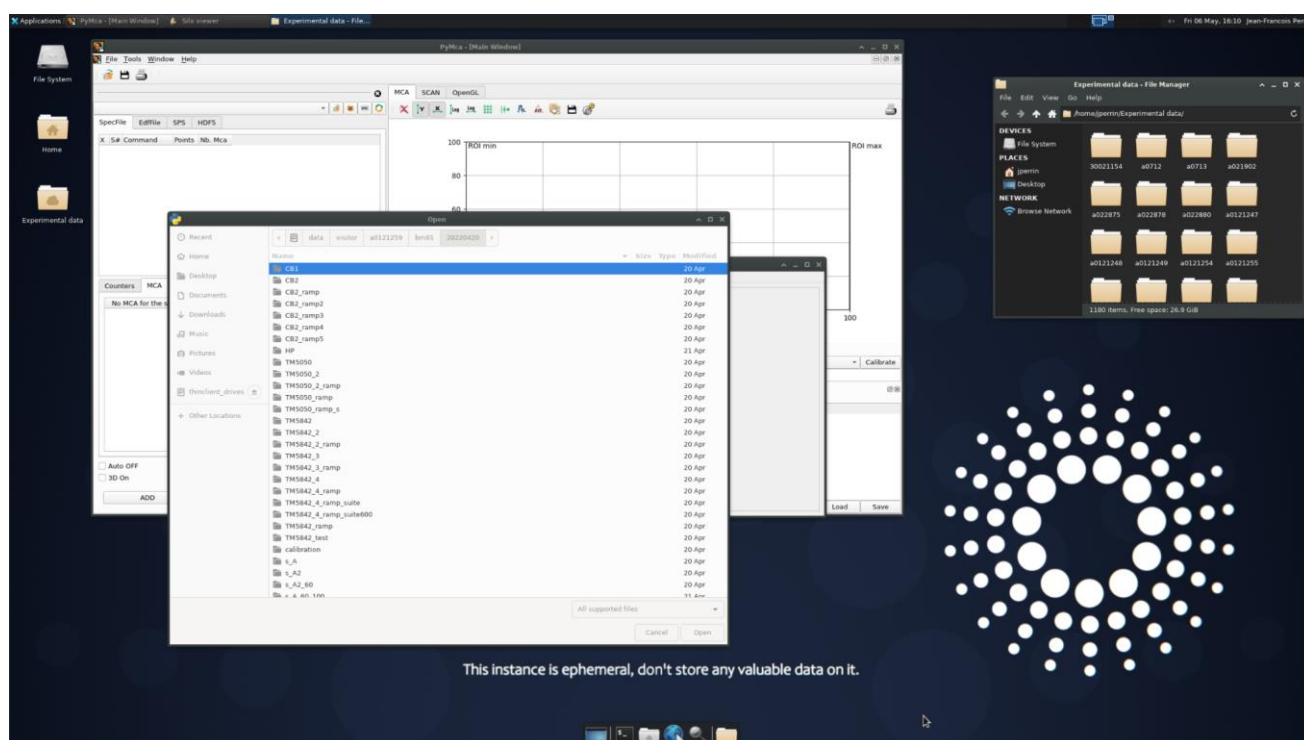 Applications
PyMca - [Main Window]
Silx viewer
Experimental data - File...
Fri 06 May, 16:10 Jean-Francois Per
File System
Home
Experimental data
PyMca - [Main Window]
File Tools Window Help
SpecFile EdfFile SPS HDF5
X S# Command Points Nb. Mca
Counters MCA
No MCA for the s
Auto OFF
3D On
ADD
MCA SCAN OpenGL
100 ROI min ROI max
80
60
100
Calibrate
Load Save
Open
Recent
Home
Desktop
Documents
Downloads
Music
Pictures
Videos
thinclient_drives
+ Other Locations
data visitor a0121259 bm01 20220420
Name Size Type Modified
CB1 20 Apr
CB2 20 Apr
CB2_ramp 20 Apr
CB2_ramp2 20 Apr
CB2_ramp3 20 Apr
CB2_ramp4 20 Apr
CB2_ramp5 20 Apr
HP 21 Apr
TM5050 20 Apr
TM5050_2 20 Apr
TM5050_2_ramp 20 Apr
TM5050_ramp 20 Apr
TM5050_ramp_s 20 Apr
TM5842 20 Apr
TM5842_2 20 Apr
TM5842_2_ramp 20 Apr
TM5842_3 20 Apr
TM5842_3_ramp 20 Apr
TM5842_4 20 Apr
TM5842_4_ramp 20 Apr
TM5842_4_ramp_suite 20 Apr
TM5842_4_ramp_suite600 20 Apr
TM5842_ramp 20 Apr
TM5842_test 20 Apr
calibration 20 Apr
s_A 20 Apr
s_A2 20 Apr
s_A2_60 20 Apr
s_A_60_100 21 Apr
All supported files
Cancel Open
Experimental data - File Manager
File Edit View Go Help
/home/jperrin/Experimental data/
DEVICES
File System
PLACES
jperrin
Desktop
NETWORK
Browse Network
30021154 a0712 a0713 a021902
a022875 a022878 a022880 a0121247
a0121248 a0121249 a0121254 a0121255
1180 items, Free space: 26.9 GiB
This instance is ephemeral, don't store any valuable data on it.